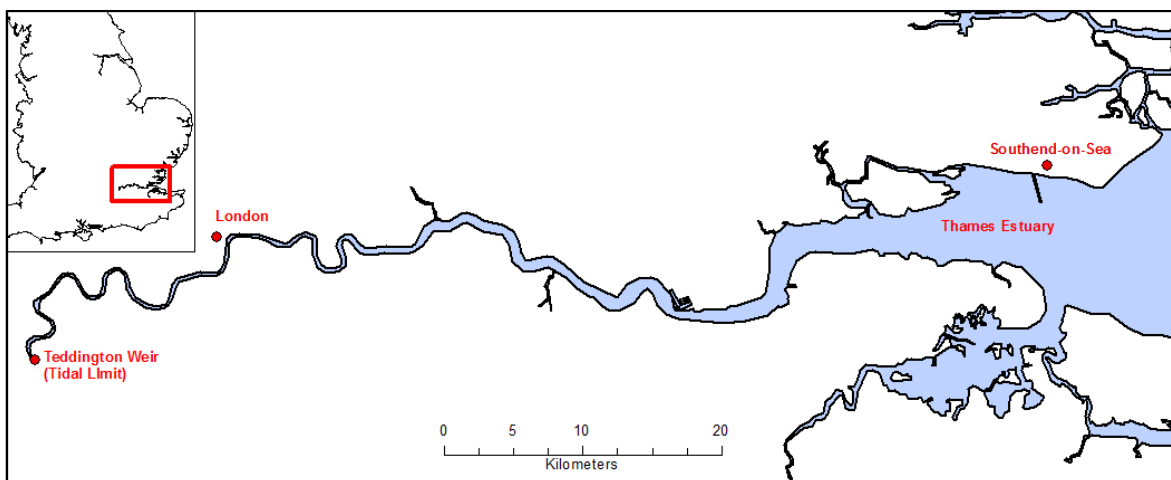 Southend-on-Sea
London
Thames Estuary
Teddington Weir
(Tidal LImit)
0 5 10 20
Kilometers